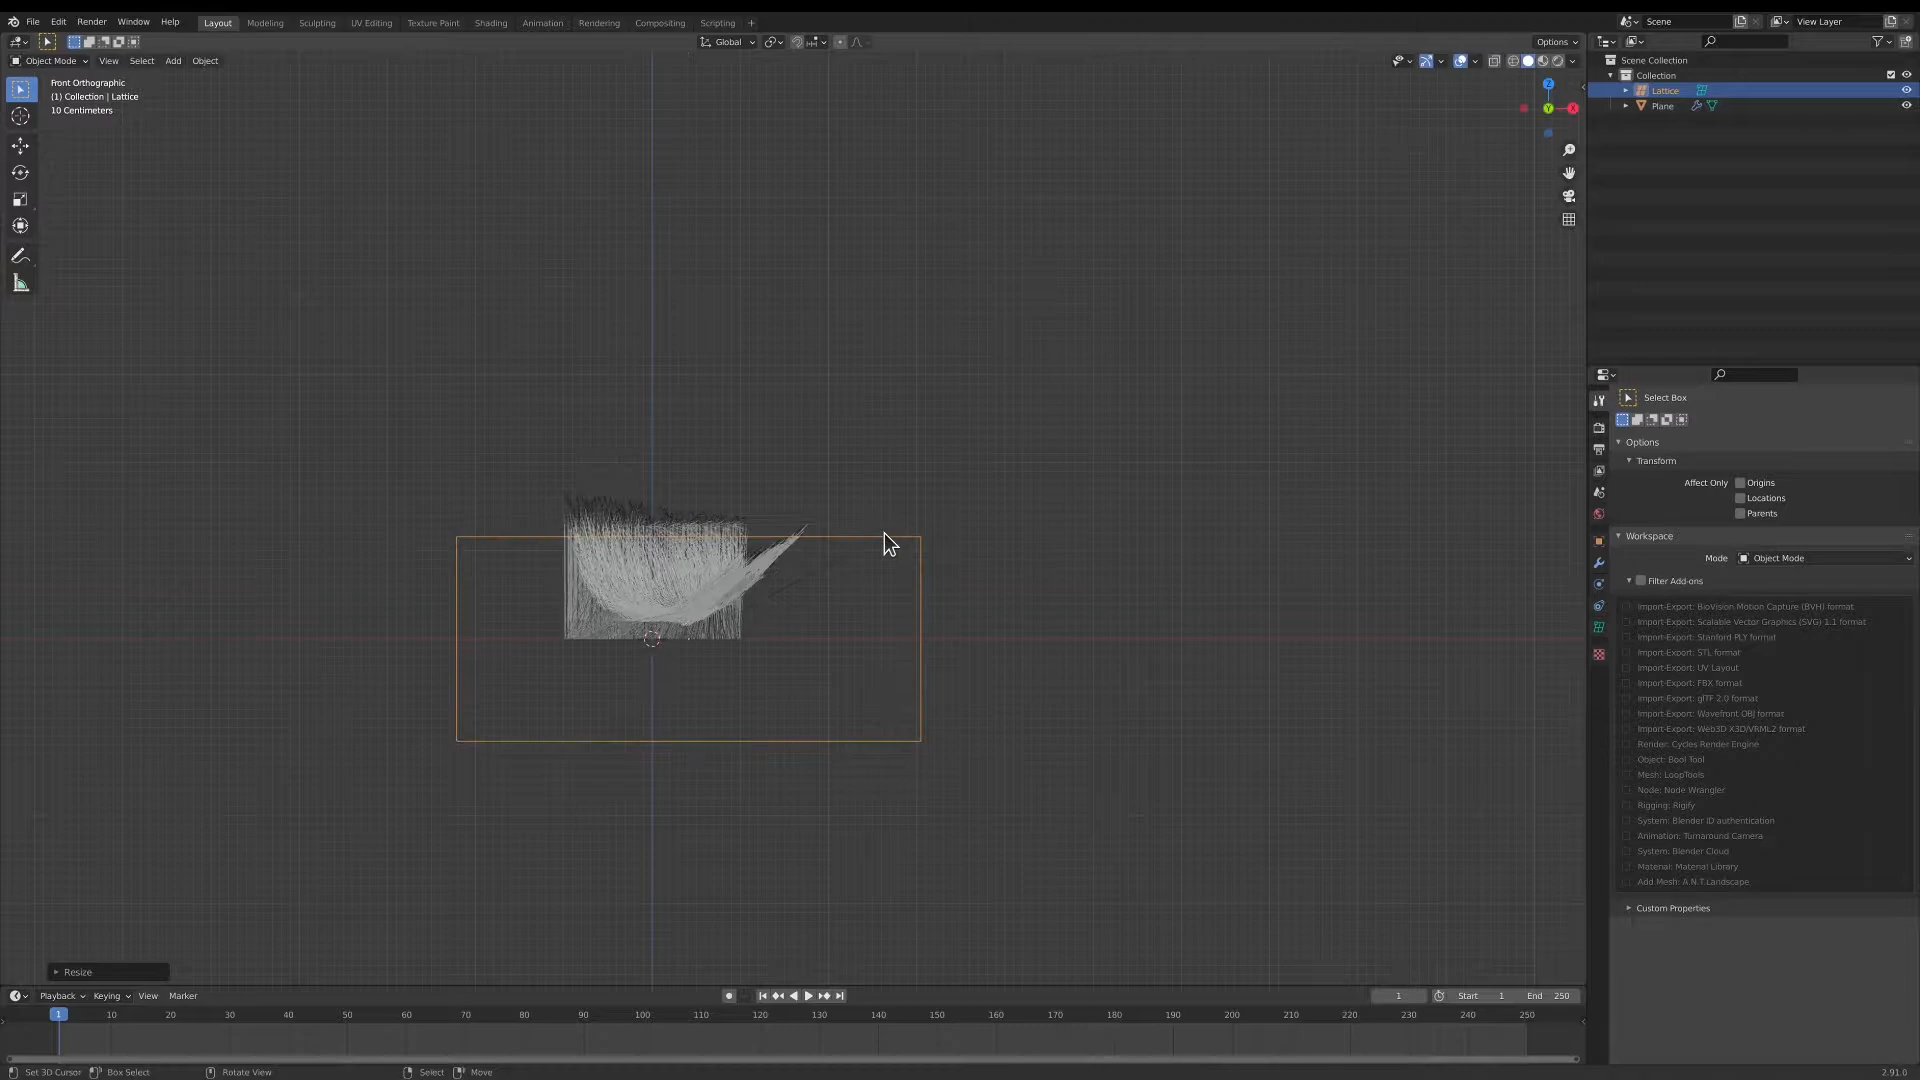 File Edit Render Window Help Layout Modeling Sculpting UV Editing Texture Paint Shading Animation Rendering Compositing Scripting + Scene View Layer
Global Options
Object Mode View Select Add Object
Scene Collection
Collection
Lattice
Plane
Front Orthographic
(1) Collection | Lattice
10 Centimeters
Z
Y
X
Select Box
Options
Transform
Affect Only Origins
Locations
Parents
Workspace
Mode Object Mode
Filter Add-ons
Import-Export: BioVision Motion Capture (BVH) format
Import-Export: Scalable Vector Graphics (SVG) 1.1 format
Import-Export: Stanford PLY format
Import-Export: STL format
Import-Export: UV Layout
Import-Export: FBX format
Import-Export: glTF 2.0 format
Import-Export: Wavefront OBJ format
Import-Export: Web3D X3D/VRML2 format
Render: Cycles Render Engine
Object: Bool Tool
Mesh: LoopTools
Node: Node Wrangler
Rigging: Rigify
System: Blender ID authentication
Animation: Turnaround Camera
System: Blender Cloud
Material: Material Library
Add Mesh: A.N.T.Landscape
Custom Properties
Resize
Playback Keying View Marker 1 Start 1 End 250
1 10 20 30 40 50 60 70 80 90 100 110 120 130 140 150 160 170 180 190 200 210 220 230 240 250
Set 3D Cursor Box Select Rotate View Select Move 2.91.0